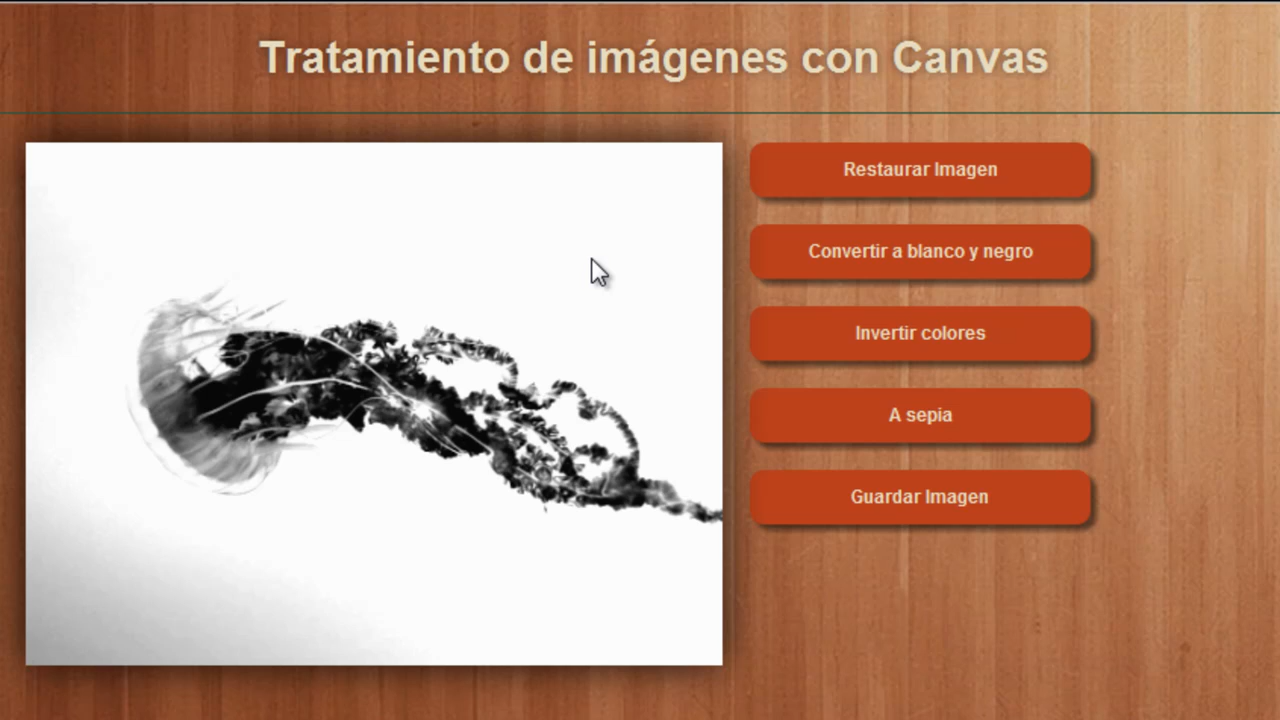 Tratamiento de imágenes con Canvas
Restaurar Imagen
Convertir a blanco y negro
Invertir colores
A sepia
Guardar Imagen